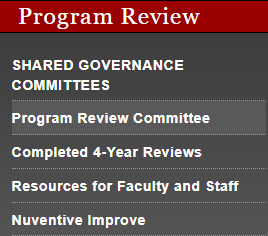 Program Review
SHARED GOVERNANCE
COMMITTEES
Program Review Committee
Completed 4-Year Reviews
Resources for Faculty and Staff
Nuventive Improve